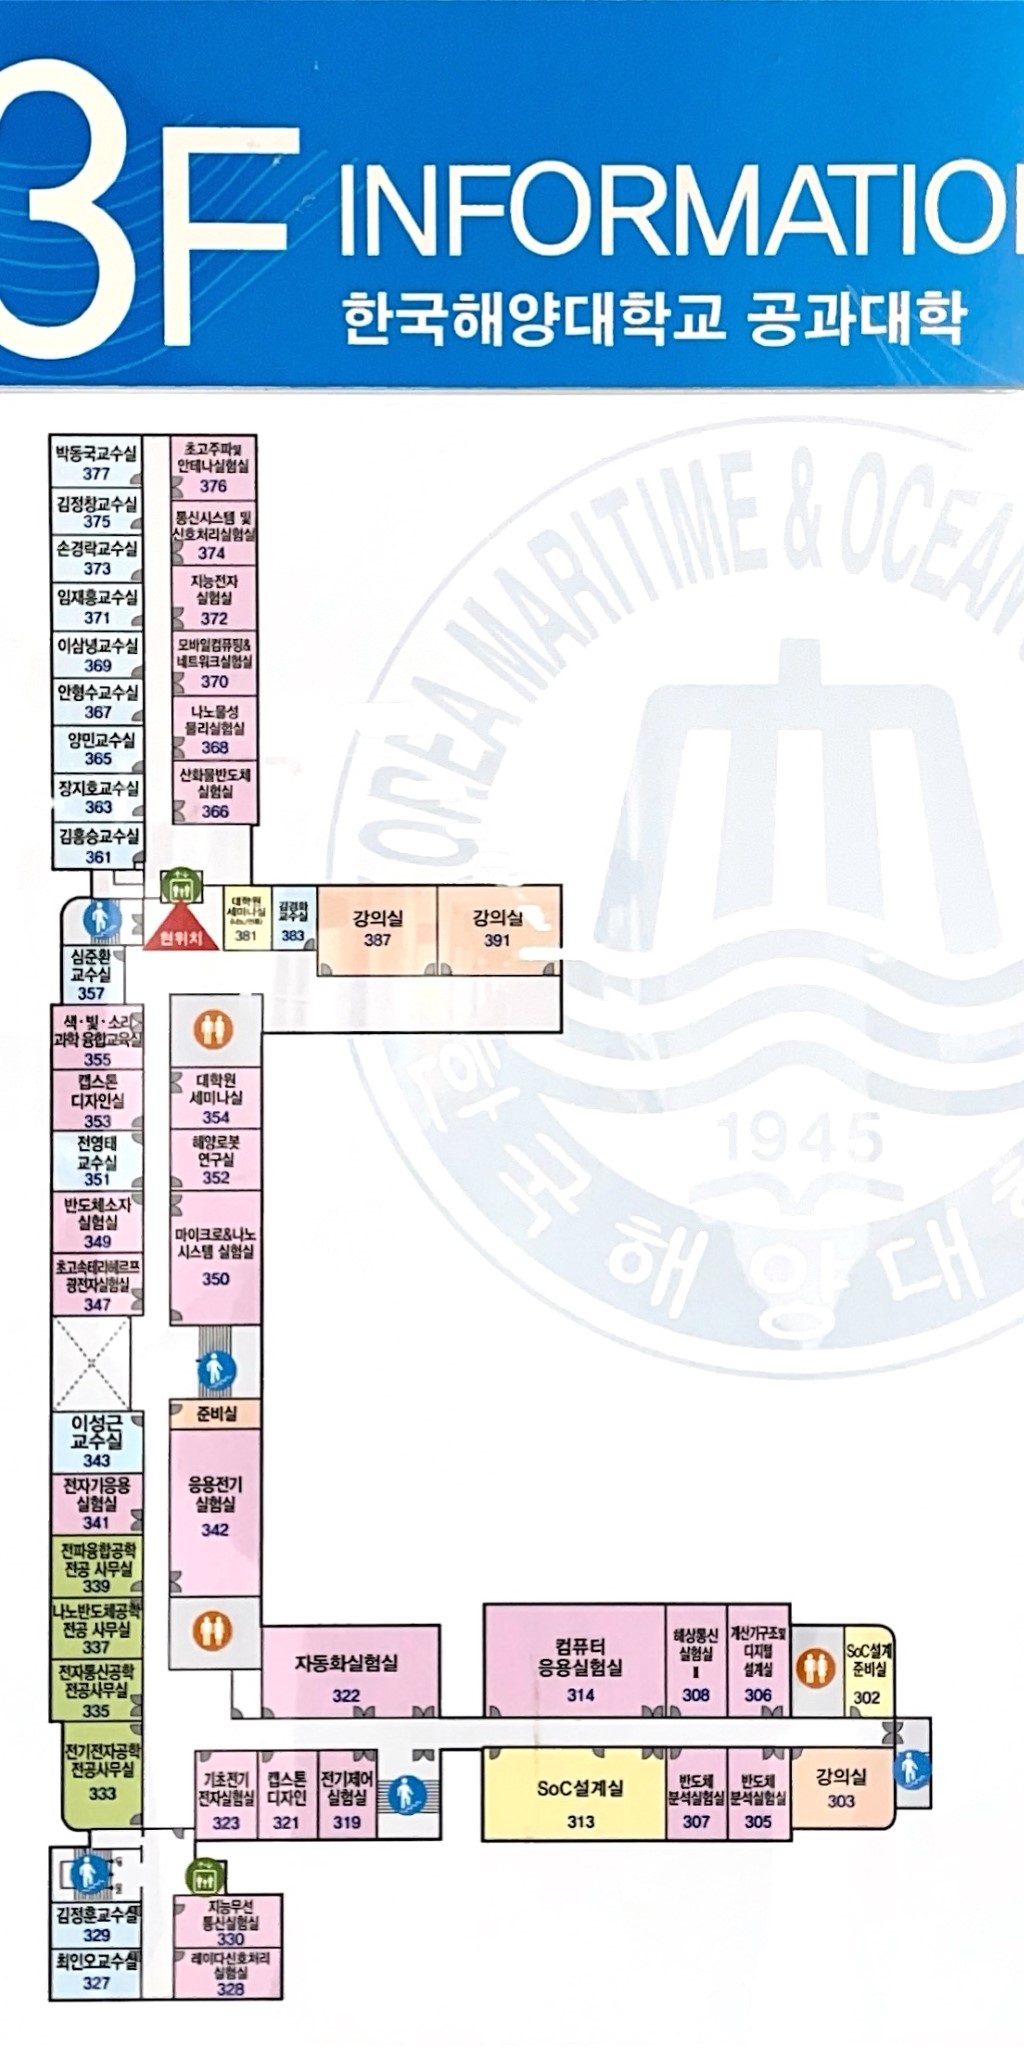 3F
INFORMATIO
한국해양대학교 공과대학
박동국교수실
377
김정창교수실
375
손경락교수실
373
임재홍교수실
371
이삼녕교수실
369
안형수교수실
367
양민교수실
365
장지호교수실
363
김홍승교수실
361
초고주파및
안테나실험실
376
통신시스템 및
신호처리실험실
374
지능전자
실험실
372
모바일컴퓨팅&
네트워크실험실
370
나노물성
물리실험실
368
산화물반도체
실험실
366
현위치
대학원
세미나실
381
김경화
교수실
383
강의실
387
강의실
391
심준환
교수실
357
색·빛·소리
과학 융합교육실
355
캡스톤
디자인실
353
전영태
교수실
351
반도체소자
실험실
349
초고속테라헤르츠
광전자실험실
347
대학원
세미나실
354
해양로봇
연구실
352
마이크로&나노
시스템 실험실
350
준비실
응용전기
실험실
342
이성근
교수실
343
전자기응용
실험실
341
전파융합공학
전공 사무실
339
나노반도체공학
전공 사무실
337
전자통신공학
전공사무실
335
전기전자공학
전공사무실
333
자동화실험실
322
컴퓨터
응용실험실
314
해상통신
실험실
Ⅱ
308
계산기구조및
디지털
설계실
306
SoC설계
준비실
302
기초전기
전자실험실
323
캡스톤
디자인
321
전기제어
실험실
319
SoC설계실
313
반도체
분석실험실
307
반도체
분석실험실
305
강의실
303
김정훈교수실
329
최인오교수실
327
지능무선
통신실험실
330
레이다신호처리
실험실
328
KOREA MARITIME & OCEAN
1945
한국해양대